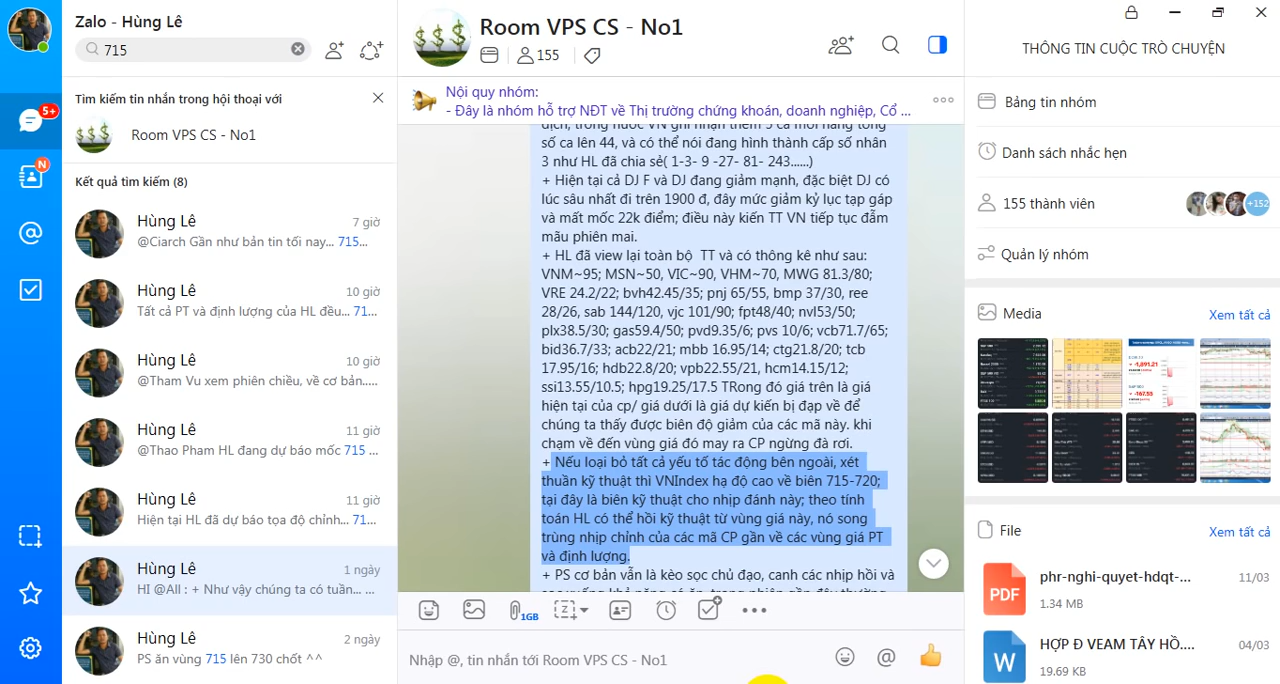 Zalo - Hùng Lê
715
5+
N
Tìm kiếm tin nhắn trong hội thoại với
Room VPS CS - No1
Kết quả tìm kiếm (8)
Hùng Lê
7 giờ
@Ciarch Gần như bản tin tối nay... 715...
Hùng Lê
10 giờ
Tất cả PT và định lượng của HL đều... 71...
Hùng Lê
10 giờ
@Tham Vu xem phiên chiều, về cơ bản.....
Hùng Lê
11 giờ
@Thao Pham HL đang dự báo mốc 715 ...
Hùng Lê
11 giờ
Hiện tại HL đã dự báo tọa độ chỉnh... 71...
Hùng Lê
1 ngày
HI @All : + Như vậy chúng ta có tuần... ...
Hùng Lê
2 ngày
PS ăn vùng 715 lên 730 chốt ^^
Room VPS CS - No1
155
Nội quy nhóm:
- Đây là nhóm hỗ trợ NĐT về Thị trường chứng khoán, doanh nghiệp, Cổ ...
dịch, trong nước VN ghi nhận thêm 5 ca mới nâng tổng
số ca lên 44, và có thể nói đang hình thành cấp số nhân
3 như HL đã chia sẻ( 1-3- 9 -27- 81- 243......)
+ Hiện tại cả DJ F và DJ đang giảm mạnh, đặc biệt DJ có
lúc sâu nhất đi trên 1900 đ, đây mức giảm kỷ lục tạp gáp
và mất mốc 22k điểm; điều này kiến TT VN tiếp tục đẫm
mãu phiên mai.
+ HL đã view lại toàn bộ TT và có thông kê như sau:
VNM~95; MSN~50, VIC~90, VHM~70, MWG 81.3/80;
VRE 24.2/22; bvh42.45/35; pnj 65/55, bmp 37/30, ree
28/26, sab 144/120, vjc 101/90; fpt48/40; nvl53/50;
plx38.5/30; gas59.4/50; pvd9.35/6; pvs 10/6; vcb71.7/65;
bid36.7/33; acb22/21; mbb 16.95/14; ctg21.8/20; tcb
17.95/16; hdb22.8/20; vpb22.55/21, hcm14.15/12;
ssi13.55/10.5; hpg19.25/17.5 TRong đó giá trên là giá
hiện tại của cp/ giá dưới là giá dự kiến bị đạp về để
chúng ta thấy được biên độ giảm của các mã này. khi
chạm về đến vùng giá đó may ra CP ngừng đà rơi.
+ Nếu loại bỏ tất cả yếu tố tác động bên ngoài, xét
thuần kỹ thuật thì VNIndex hạ độ cao về biên 715-720;
tại đây là biên kỹ thuật cho nhịp đánh này; theo tính
toán HL có thể hồi kỹ thuật từ vùng giá này, nó song
trùng nhịp chỉnh của các mã CP gần về các vùng giá PT
và định lượng.
+ PS cơ bản vẫn là kèo sọc chủ đạo, canh các nhịp hồi và
1GB
Nhập @, tin nhắn tới Room VPS CS - No1
THÔNG TIN CUỘC TRÒ CHUYỆN
Bảng tin nhóm
Danh sách nhắc hẹn
155 thành viên
+152
Quản lý nhóm
Media
Xem tất cả
File
Xem tất cả
PDF
phr-nghi-quyet-hdqt-...
11/03
1.34 MB
W
HỢP Đ VEAM TÂY HỒ....
04/03
19.69 KB